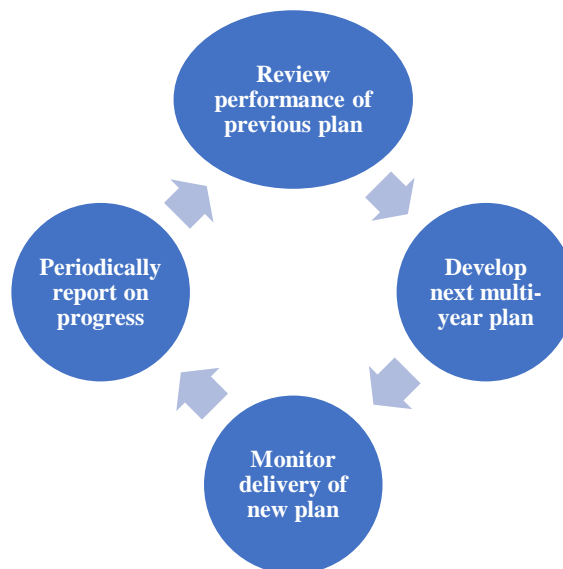 Review
performance of
previous plan
Develop
next multi-
year plan
Monitor
delivery of
new plan
Periodically
report on
progress